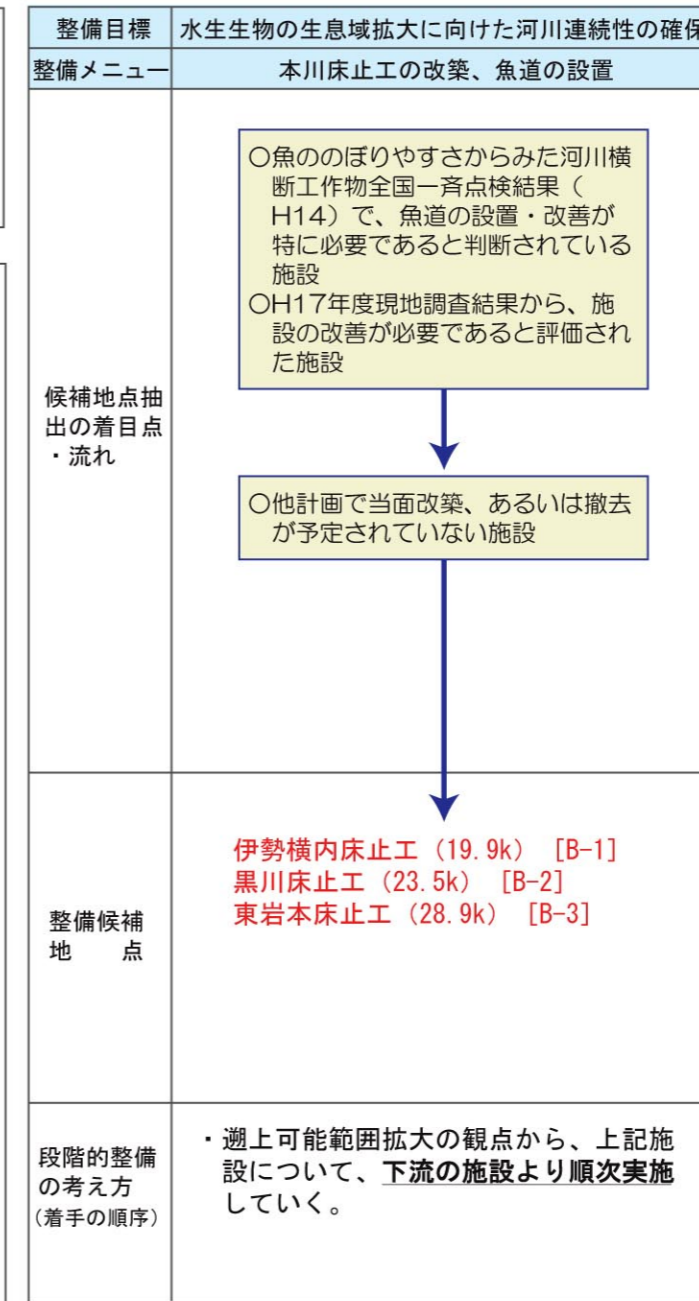 整備目標 水生生物の生息域拡大に向けた河川連続性の確保
整備メニュー 本川床止工の改築、魚道の設置
○魚ののぼりやすさからみた河川横
断工作物全国一斉点検結果（
H14）で、魚道の設置・改善が
特に必要であると判断されている
施設
○H17年度現地調査結果から、施
設の改善が必要であると評価され
た施設
候補地点抽
出の着目点
・流れ
○他計画で当面改築、あるいは撤去
が予定されていない施設
伊勢横内床止工（19.9k） [B-1]
黒川床止工（23.5k） [B-2]
東岩本床止工（28.9k） [B-3]
整備候補
地　　点
段階的整備
の考え方
（着手の順序）
・遡上可能範囲拡大の観点から、上記施
設について、下流の施設より順次実施
していく。